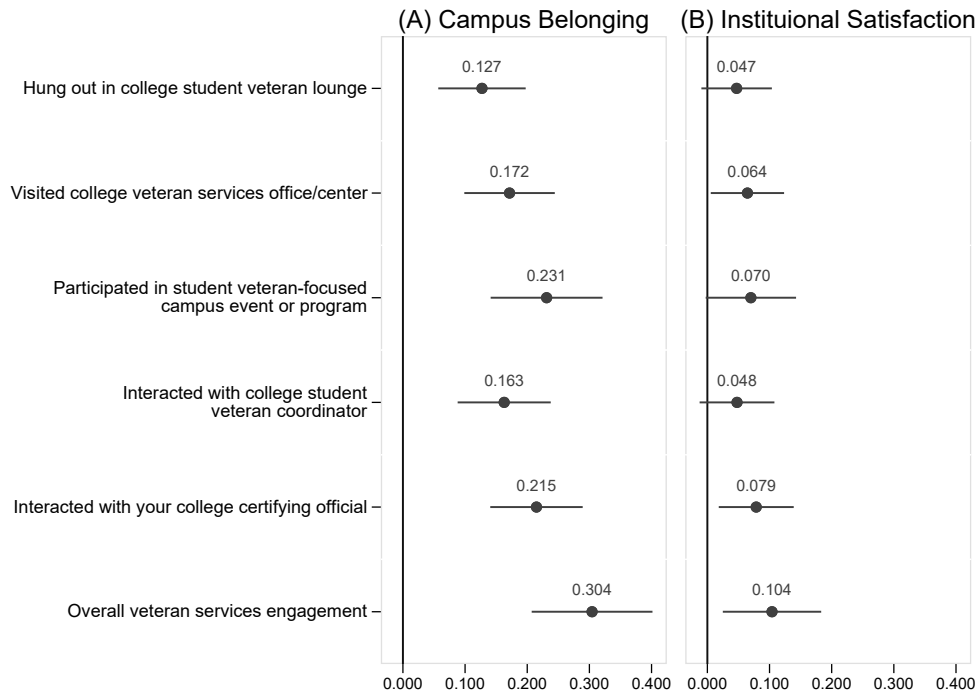 (A) Campus Belonging
(B) Instituional Satisfaction
Hung out in college student veteran lounge
0.127
0.047
Visited college veteran services office/center
0.172
0.064
Participated in student veteran-focused
campus event or program
0.231
0.070
Interacted with college student
veteran coordinator
0.163
0.048
Interacted with your college certifying official
0.215
0.079
Overall veteran services engagement
0.304
0.104
0.000 0.100 0.200 0.300 0.400
0.000 0.100 0.200 0.300 0.400